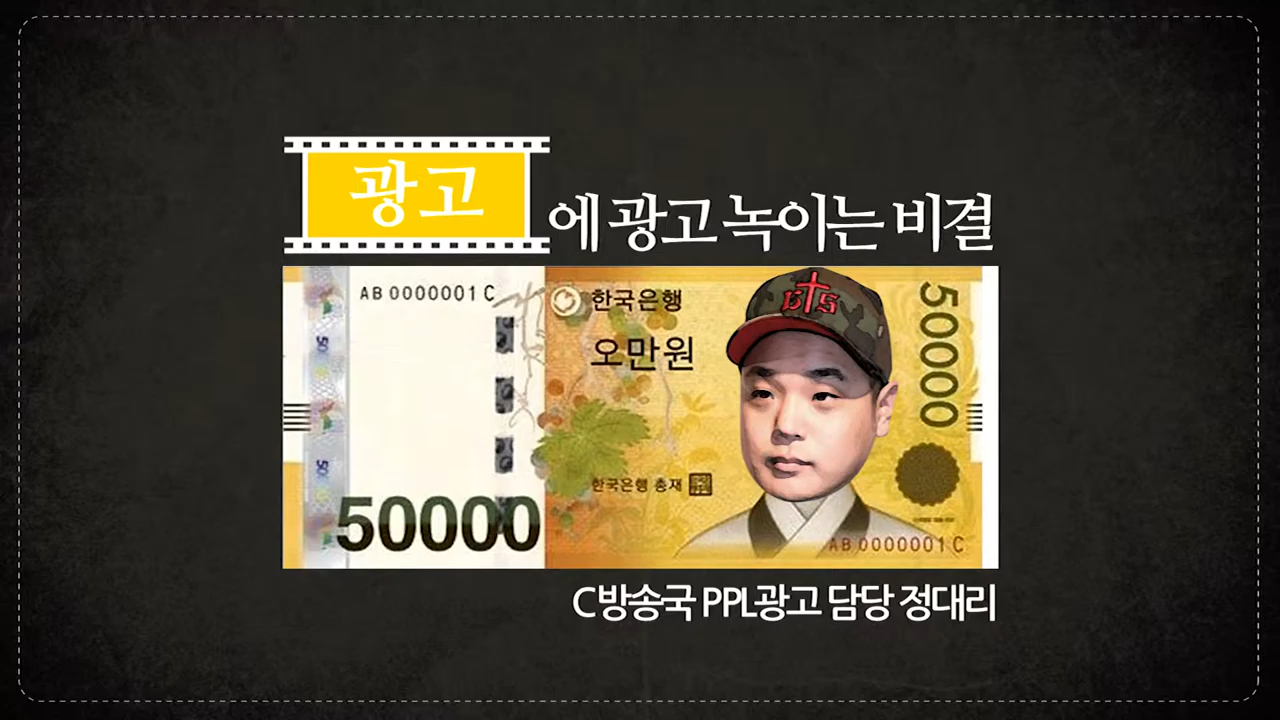 광고에 광고 녹이는 비결
AB 0000001 C
한국은행
오만원
50000
한국은행 총재
50000
AB 0000001 C
C방송국 PPL광고 담당 정대리